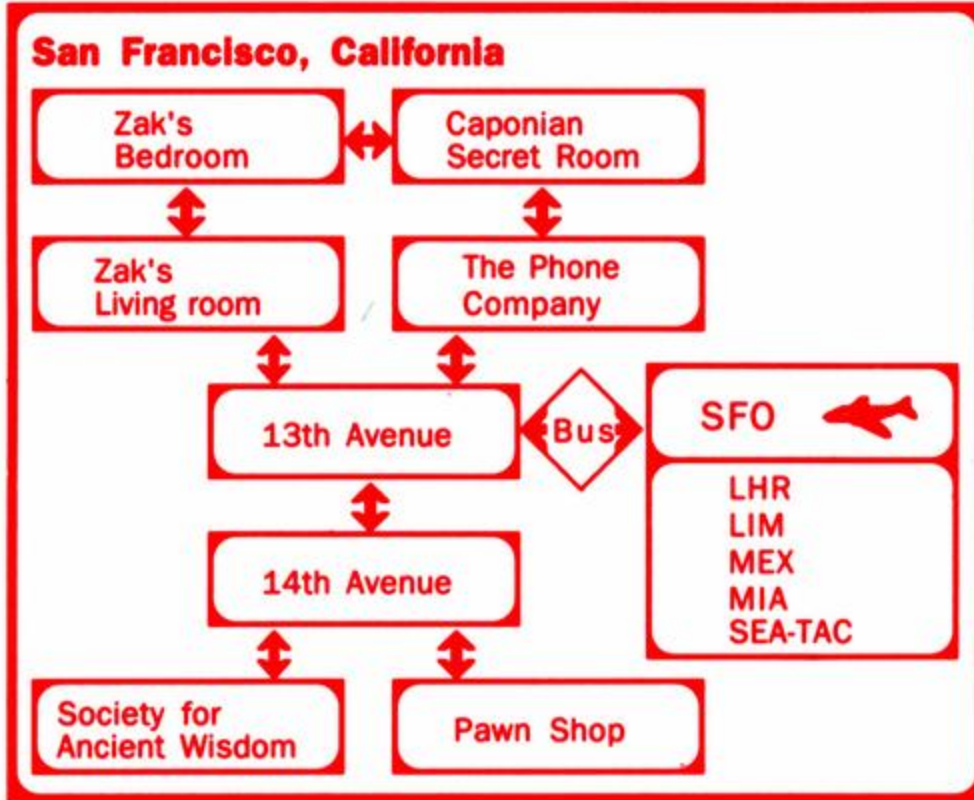 San Francisco, California
Zak's
Bedroom
Caponian
Secret Room
Zak's
Living room
The Phone
Company
13th Avenue
Bus
SFO
LHR
LIM
MEX
MIA
SEA-TAC
14th Avenue
Society for
Ancient Wisdom
Pawn Shop